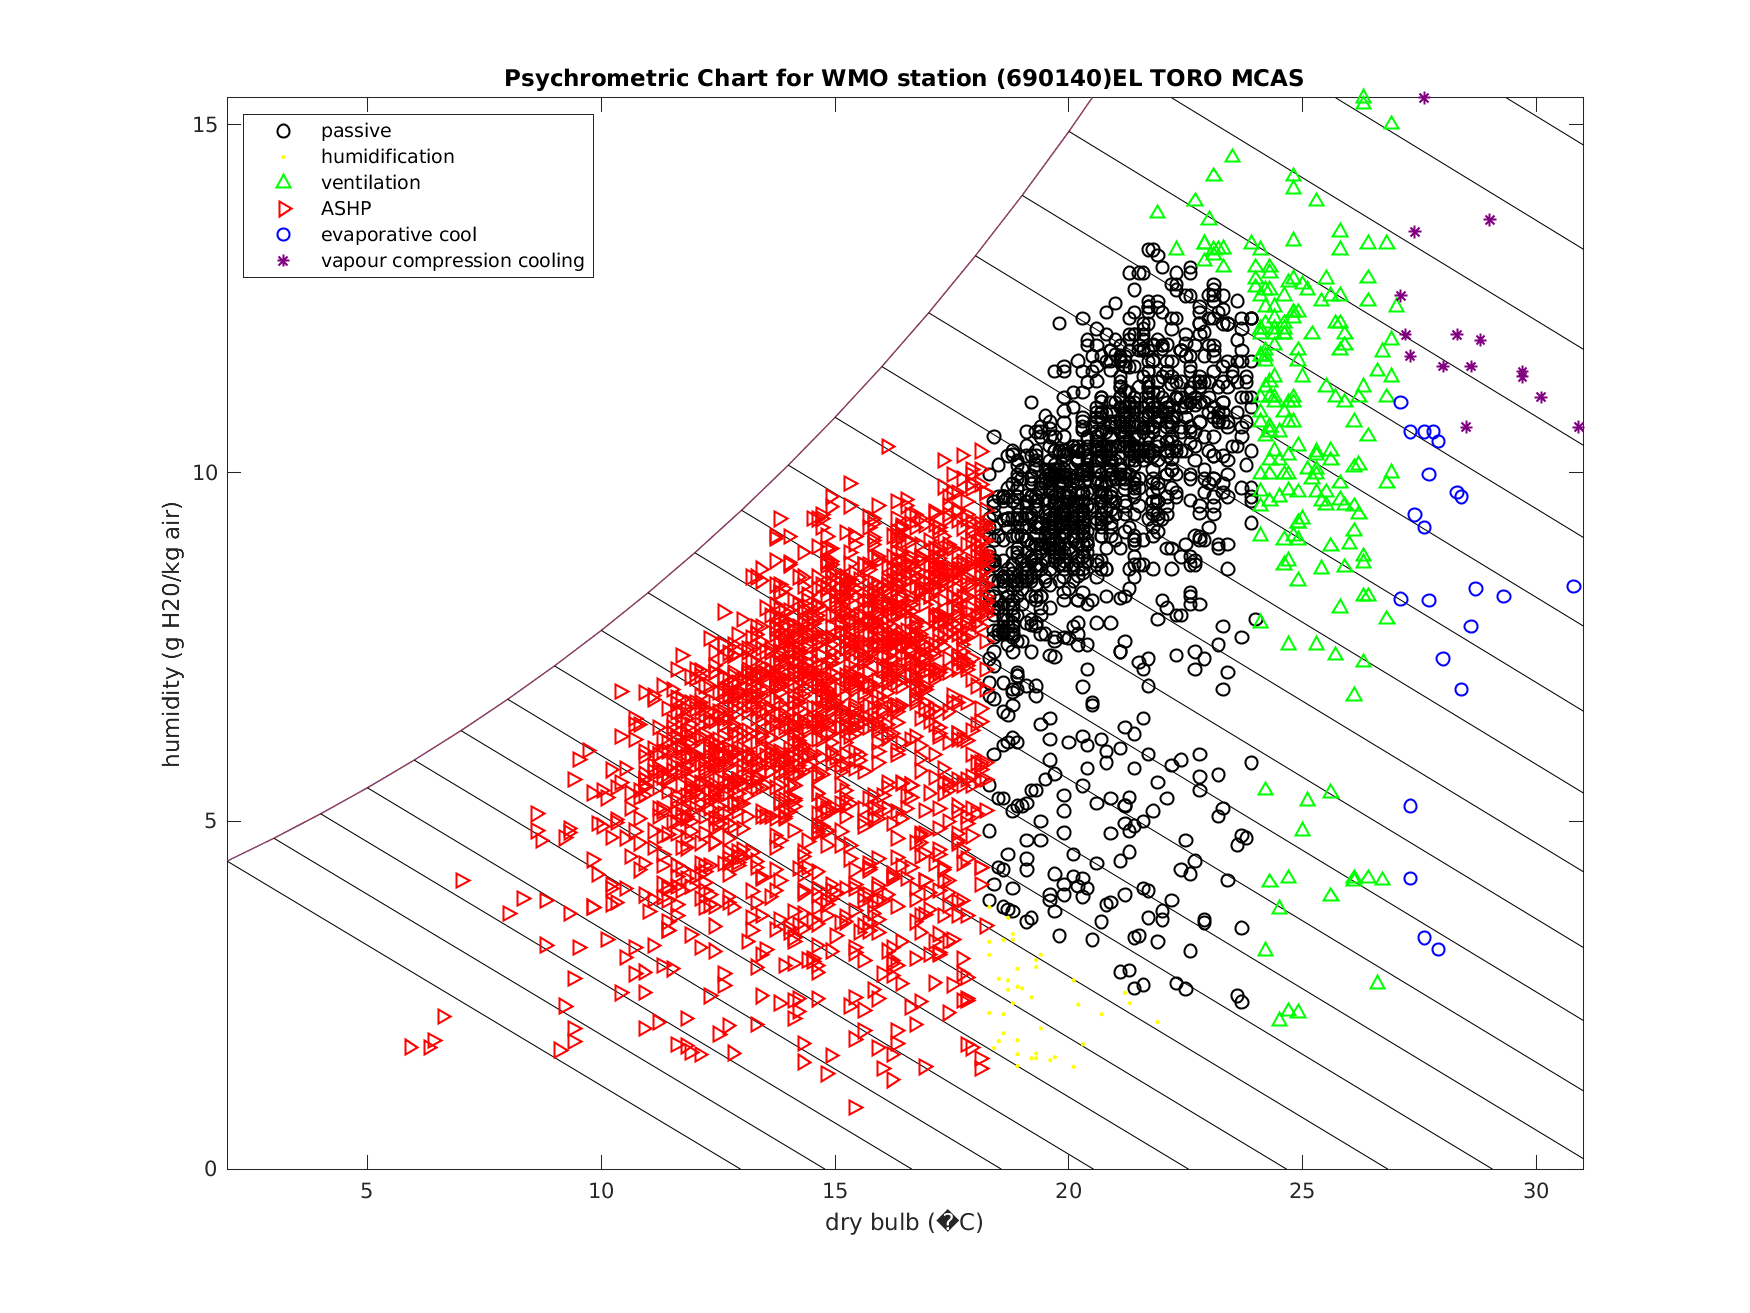 Psychrometric Chart for WMO station (690140)EL TORO MCAS
passive
humidification
ventilation
ASHP
evaporative cool
vapour compression cooling
15
10
5
0
humidity (g H20/kg air)
5 10 15 20 25 30
dry bulb (�C)